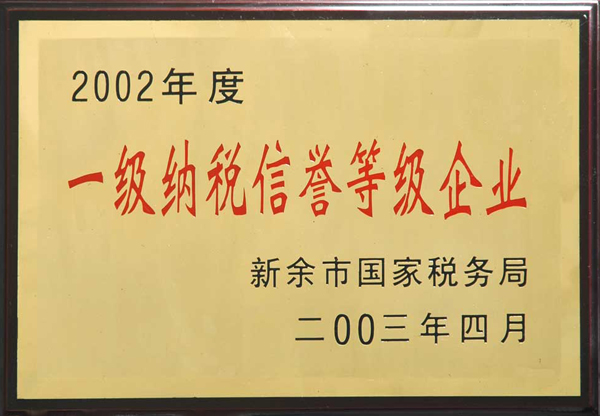 2002年度
一级纳税信誉等级企业
新余市国家税务局
二00三年四月